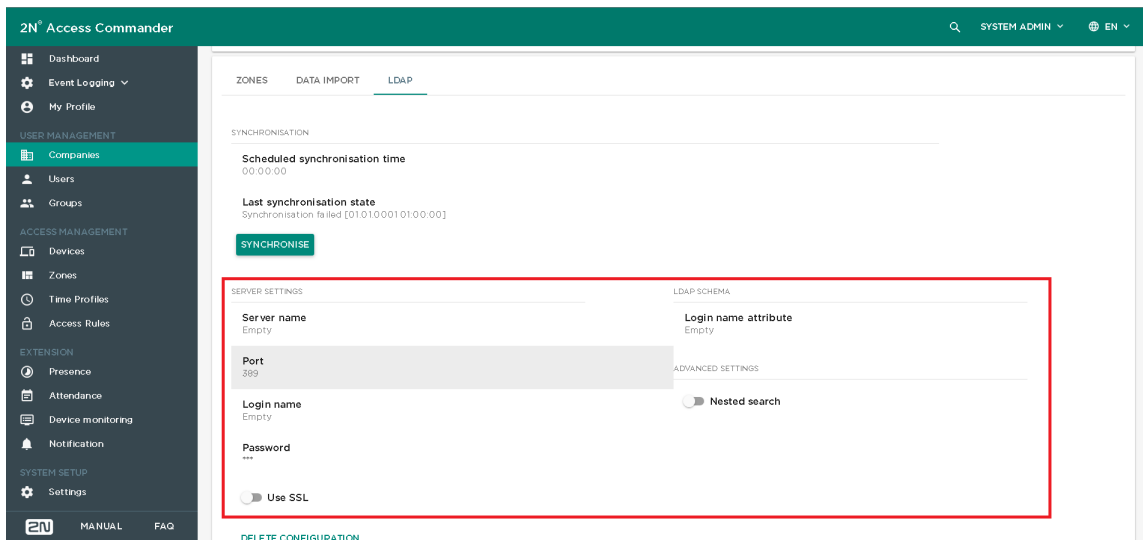 2N® Access Commander
SYSTEM ADMIN
EN
Dashboard
Event Logging
My Profile
USER MANAGEMENT
Companies
Users
Groups
ACCESS MANAGEMENT
Devices
Zones
Time Profiles
Access Rules
EXTENSION
Presence
Attendance
Device monitoring
Notification
SYSTEM SETUP
Settings
2N
MANUAL
FAQ
ZONES
DATA IMPORT
LDAP
SYNCHRONISATION
Scheduled synchronisation time
00:00:00
Last synchronisation state
Synchronisation failed [01.01.0001 01:00:00]
SYNCHRONISE
SERVER SETTINGS
Server name
Empty
Port
389
Login name
Empty
Password
***
Use SSL
LDAP SCHEMA
Login name attribute
Empty
ADVANCED SETTINGS
Nested search
DELETE CONFIGURATION